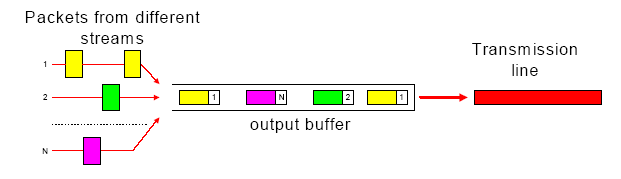 Packets from different
streams
1
2
N
1 N 2 1
output buffer
Transmission
line